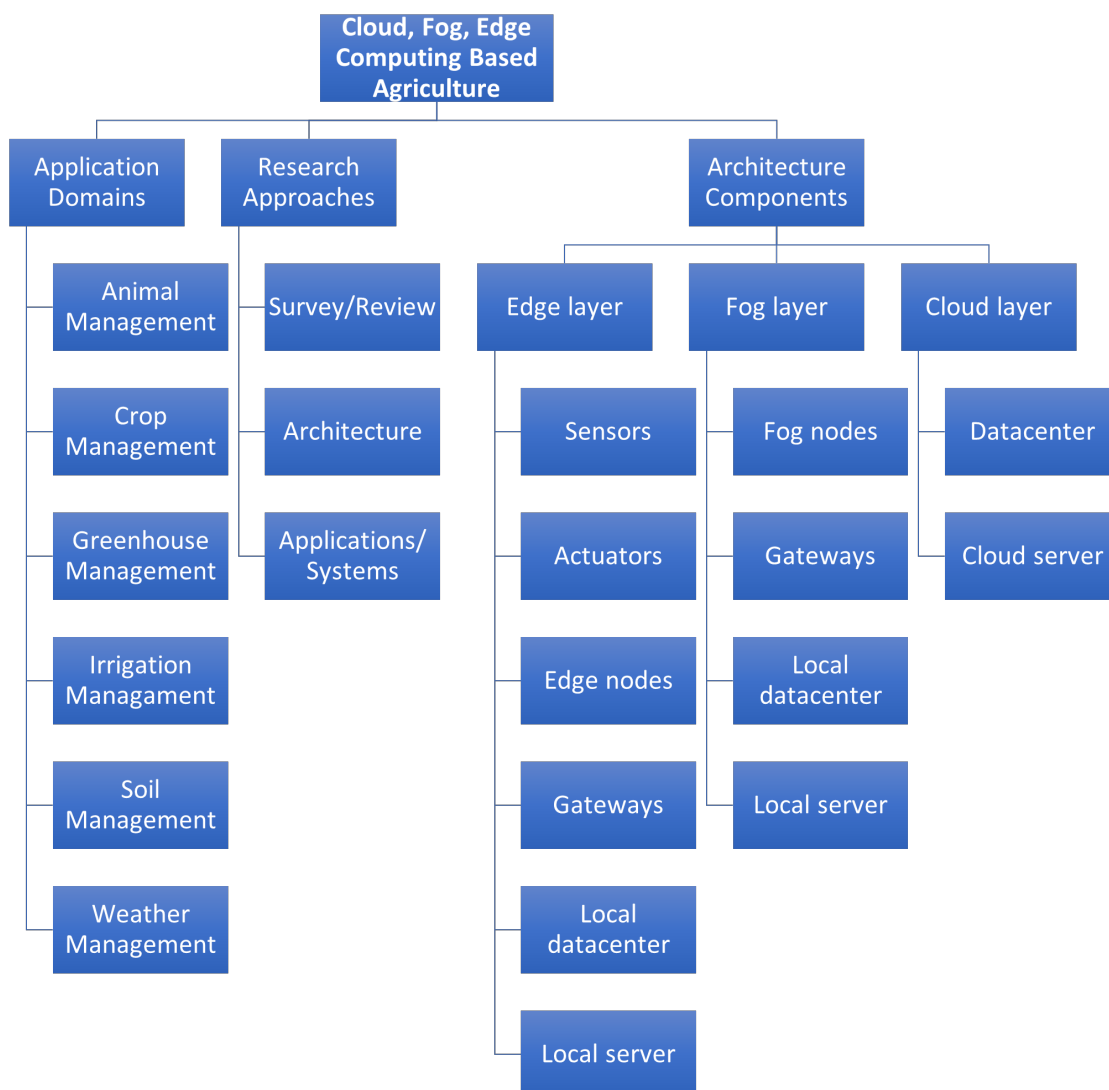 Cloud, Fog, Edge
Computing Based
Agriculture
Application
Domains
Research
Approaches
Architecture
Components
Animal
Management
Crop
Management
Greenhouse
Management
Irrigation
Managament
Soil
Management
Weather
Management
Survey/Review
Architecture
Applications/
Systems
Edge layer
Sensors
Actuators
Edge nodes
Gateways
Local
datacenter
Local server
Fog layer
Fog nodes
Gateways
Local
datacenter
Local server
Cloud layer
Datacenter
Cloud server